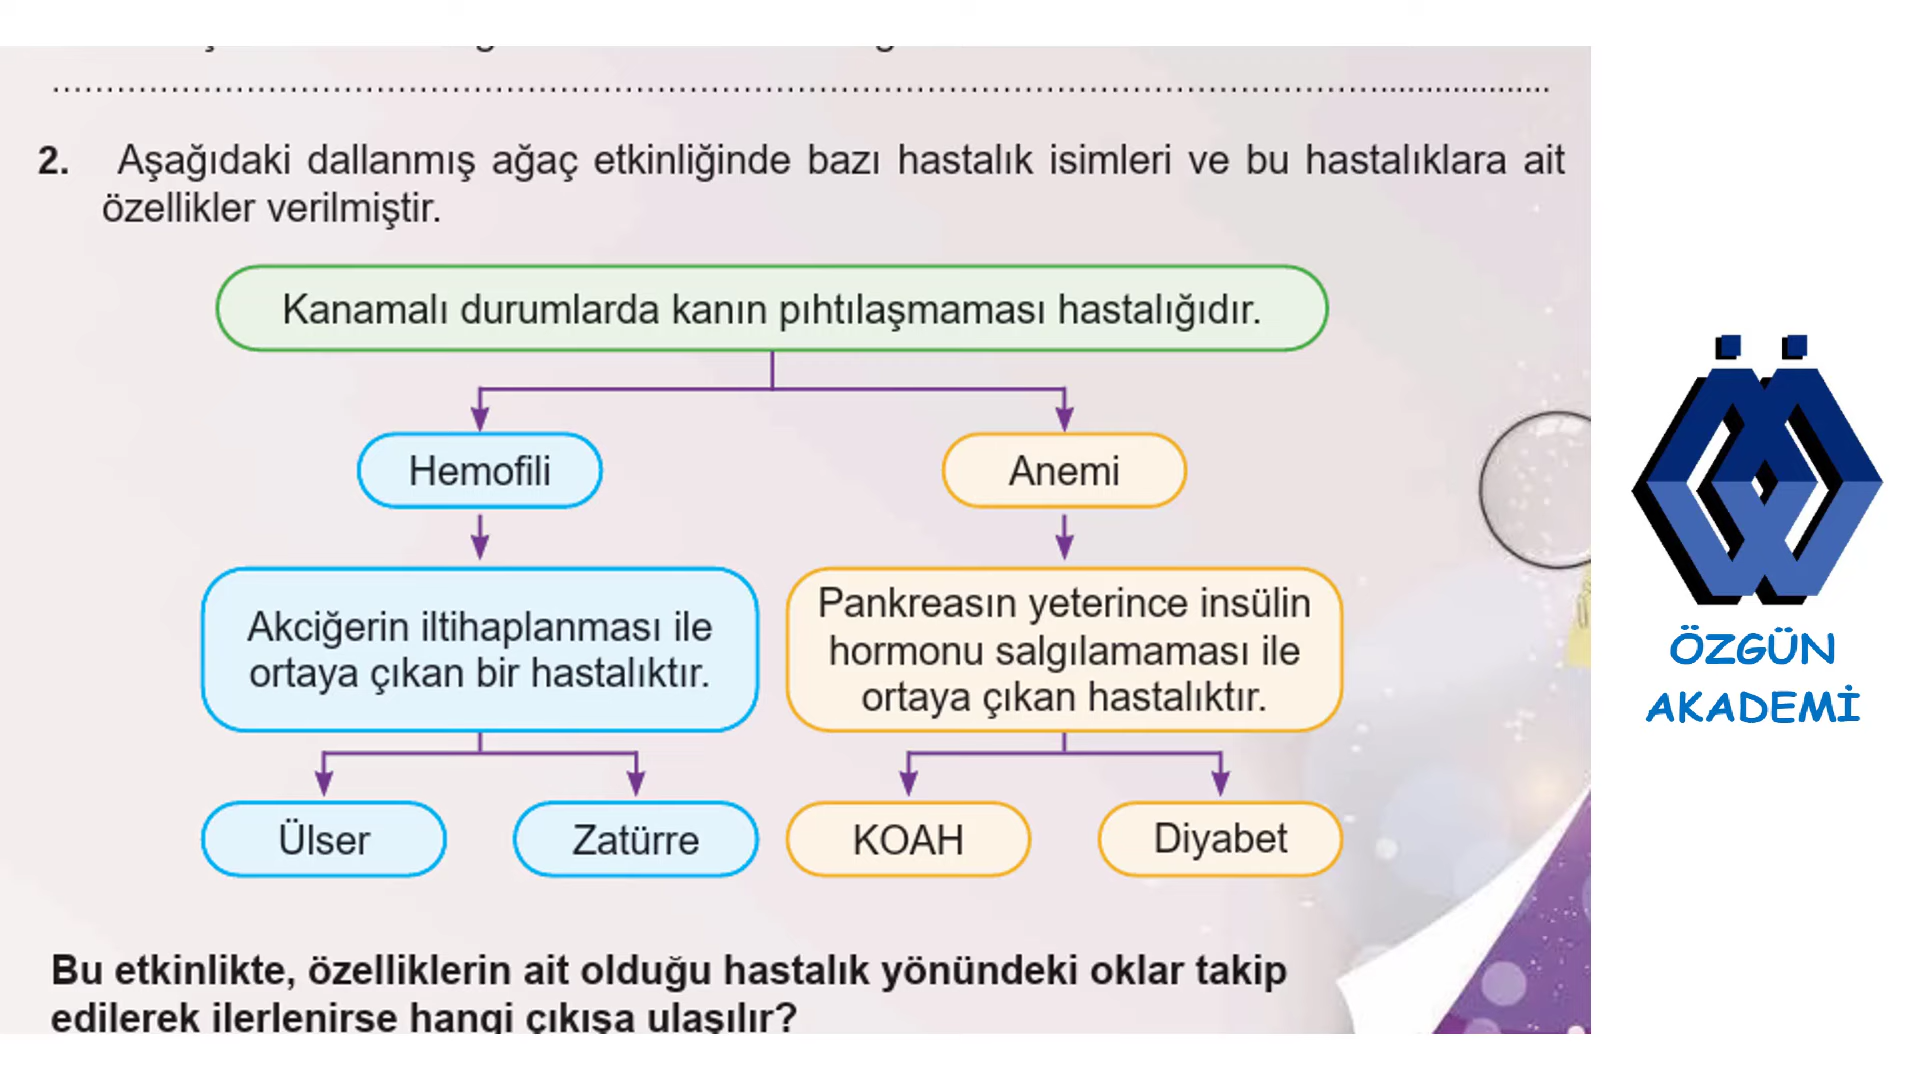 2. Aşağıdaki dallanmış ağaç etkinliğinde bazı hastalık isimleri ve bu hastalıklara ait
özellikler verilmiştir.
Kanamalı durumlarda kanın pıhtılaşmaması hastalığıdır.
Hemofili
Anemi
Akciğerin iltihaplanması ile
ortaya çıkan bir hastalıktır.
Pankreasın yeterince insülin
hormonu salgılamaması ile
ortaya çıkan hastalıktır.
Ülser
Zatürre
KOAH
Diyabet
Bu etkinlikte, özelliklerin ait olduğu hastalık yönündeki oklar takip
edilerek ilerlenirse hangi çıkışa ulaşılır?
ÖZGÜN
AKADEMİ